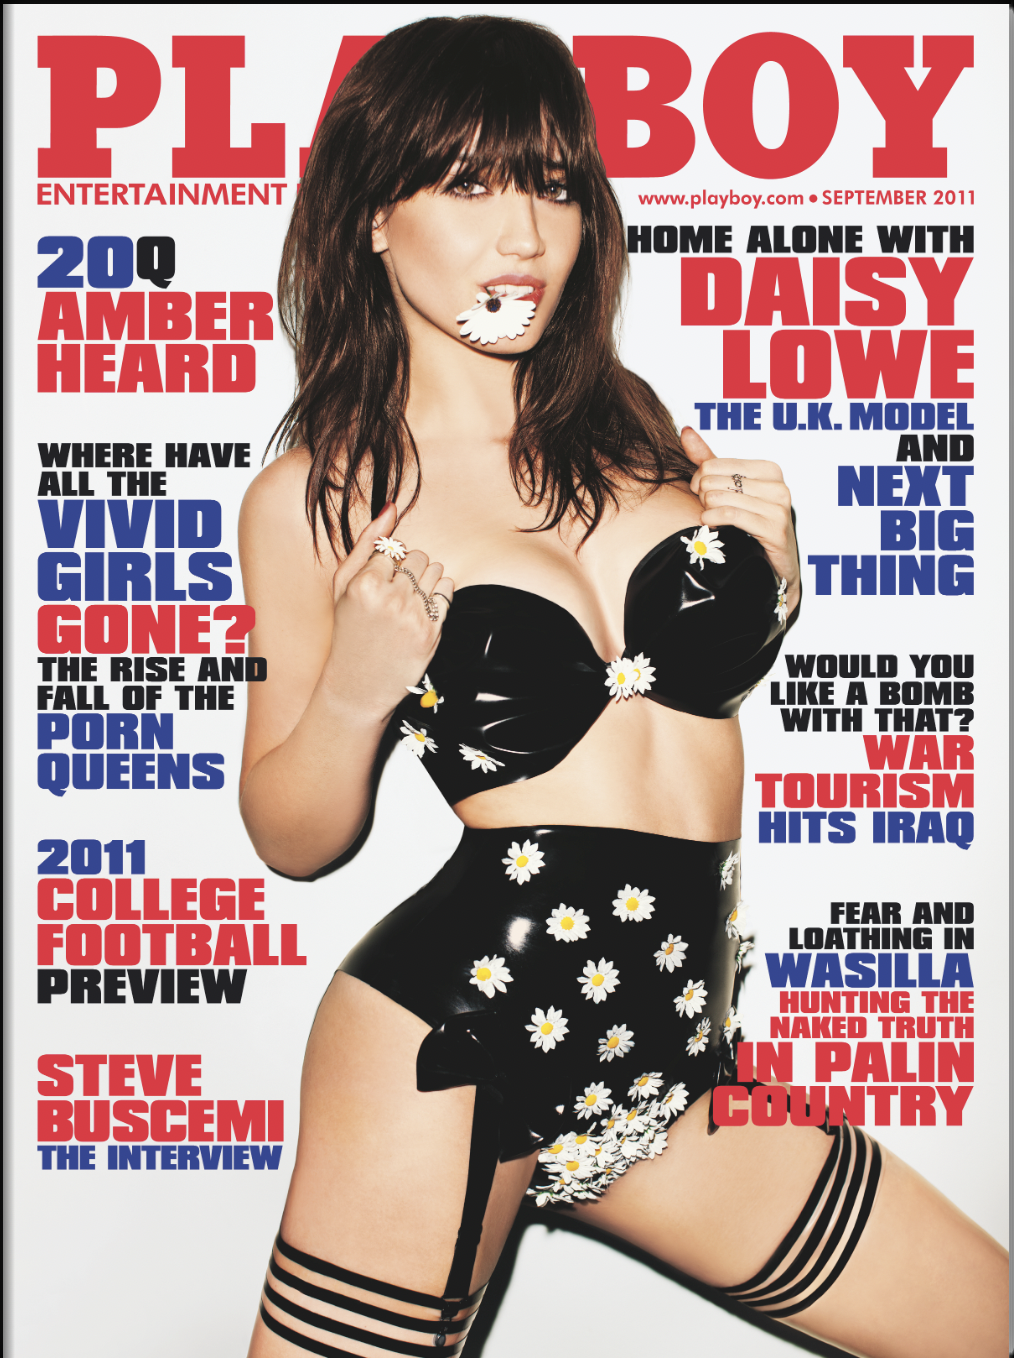 PLAYBOY
ENTERTAINMENT
www.playboy.com • SEPTEMBER 2011
20Q
AMBER
HEARD
WHERE HAVE
ALL THE
VIVID
GIRLS
GONE?
THE RISE AND
FALL OF THE
PORN
QUEENS
2011
COLLEGE
FOOTBALL
PREVIEW
STEVE
BUSCEMI
THE INTERVIEW
HOME ALONE WITH
DAISY
LOWE
THE U.K. MODEL
AND
NEXT
BIG
THING
WOULD YOU
LIKE A BOMB
WITH THAT?
WAR
TOURISM
HITS IRAQ
FEAR AND
LOATHING IN
WASILLA
HUNTING THE
NAKED TRUTH
IN PALIN
COUNTRY